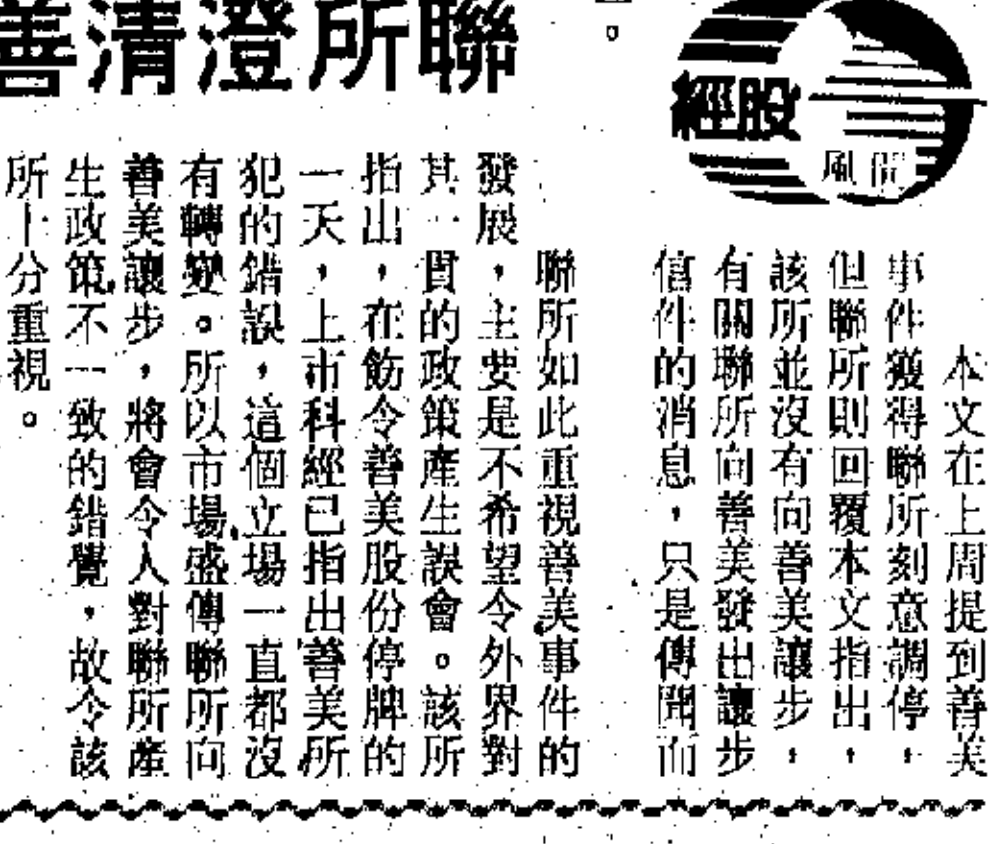 聯所澄清善
股經
風聞
本文在上周提到善美
事件獲得聯所刻意調停，
但聯所則回覆本文指出，
該所並沒有向善美讓步，
有關聯所向善美發出讓步
信件的消息，只是傳聞而
。
聯所如此重視善美事件的
發展，主要是不希望令外界對
其一貫的政策產生誤會。該所
指出，在飭令善美股份停牌的
一天，上市科經已指出善美所
犯的錯誤，這個立場一直都沒
有轉變。所以市場盛傳聯所向
善美讓步，將會令人對聯所產
生政策不一致的錯覺，故令該
所十分重視。